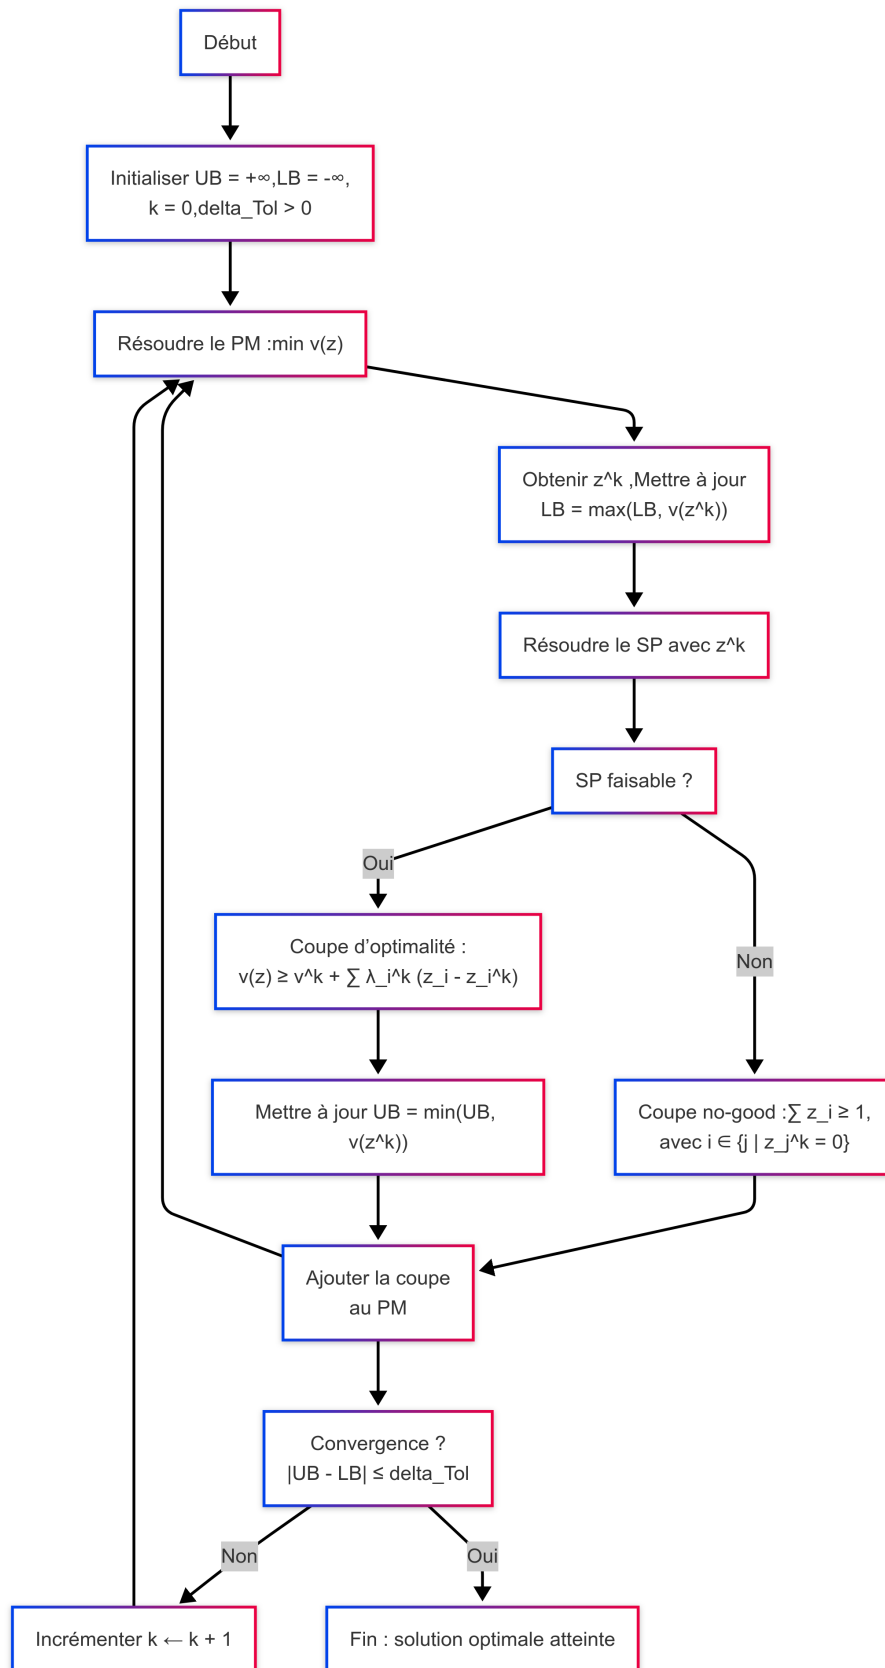 Début
Initialiser UB = +∞,LB = -∞,
k = 0,delta_Tol > 0
Résoudre le PM :min v(z)
Obtenir z^k ,Mettre à jour
LB = max(LB, v(z^k))
Résoudre le SP avec z^k
SP faisable ?
Oui
Coupe d’optimalité :
v(z) ≥ v^k + ∑ λ_i^k (z_i - z_i^k)
Non
Mettre à jour UB = min(UB,
v(z^k))
Coupe no-good :∑ z_i ≥ 1,
avec i ∈ {j | z_j^k = 0}
Ajouter la coupe
au PM
Convergence ?
|UB - LB| ≤ delta_Tol
Non
Oui
Incrémenter k ← k + 1
Fin : solution optimale atteinte